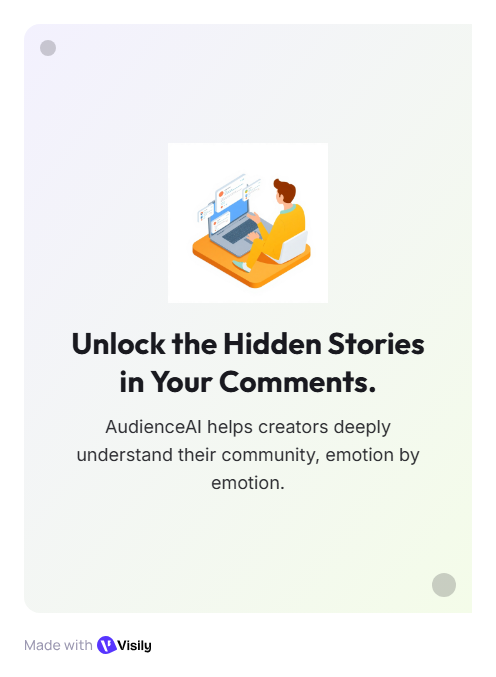 Unlock the Hidden Stories
in Your Comments.
AudienceAI helps creators deeply
understand their community, emotion by
emotion.
Made with Visily